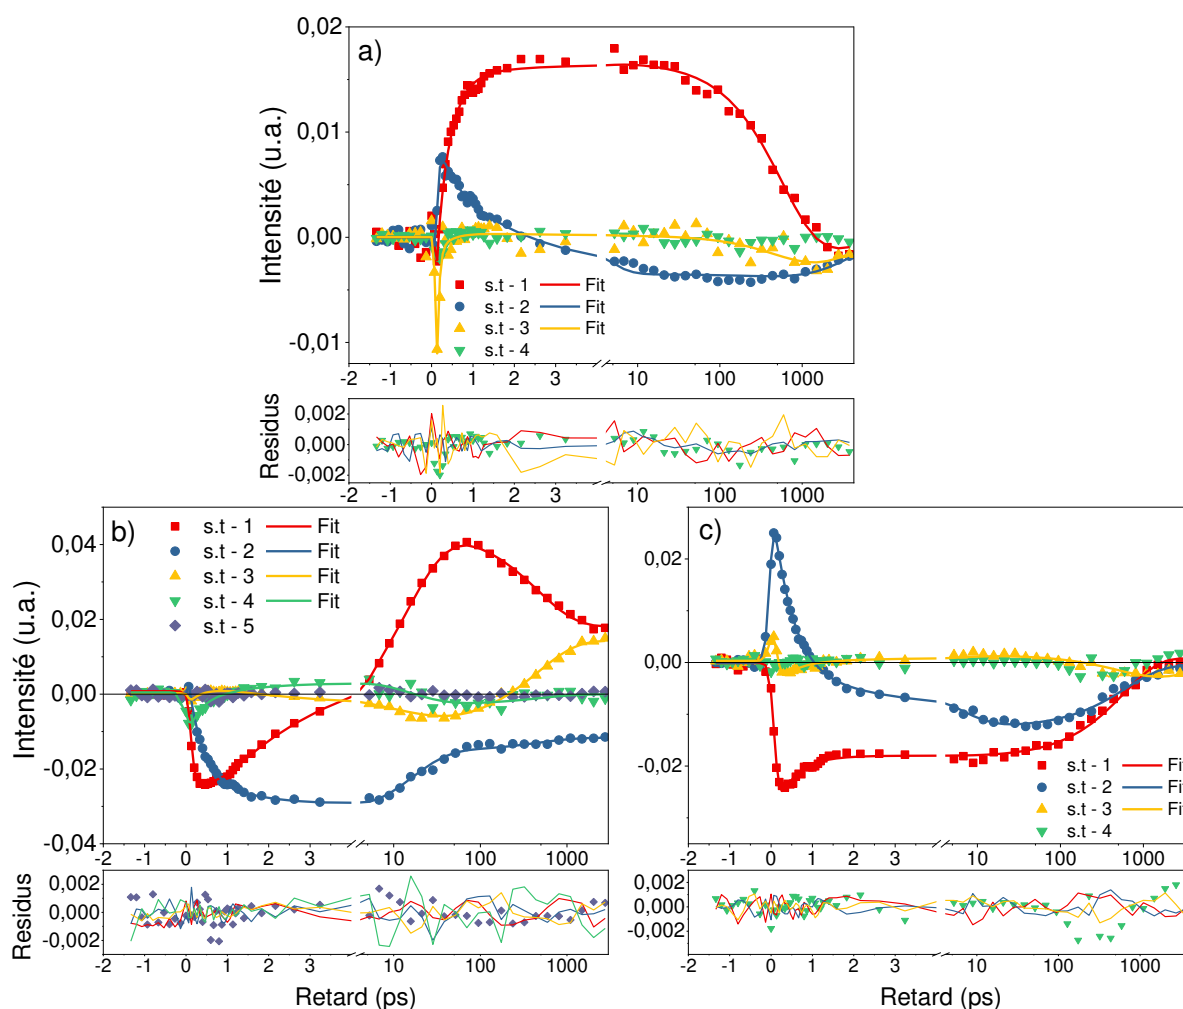 a)
Intensité (u.a.)
0,02
0,01
0,00
-0,01
s.t - 1 Fit
s.t - 2 Fit
s.t - 3 Fit
s.t - 4
-2 -1 0 1 2 3 10 100 1000
Residus
0,002
0,000
-0,002
-2 -1 0 1 2 3 10 100 1000
b)
Intensité (u.a.)
0,04
0,02
0,00
-0,02
-0,04
s.t - 1 Fit
s.t - 2 Fit
s.t - 3 Fit
s.t - 4 Fit
s.t - 5
-2 -1 0 1 2 3 10 100 1000
Residus
0,002
0,000
-0,002
-2 -1 0 1 2 3 10 100 1000
Retard (ps)
c)
0,02
0,00
-0,02
s.t - 1 Fit
s.t - 2 Fit
s.t - 3 Fit
s.t - 4
-2 -1 0 1 2 3 10 100 1000
0,002
0,000
-0,002
-2 -1 0 1 2 3 10 100 1000
Retard (ps)